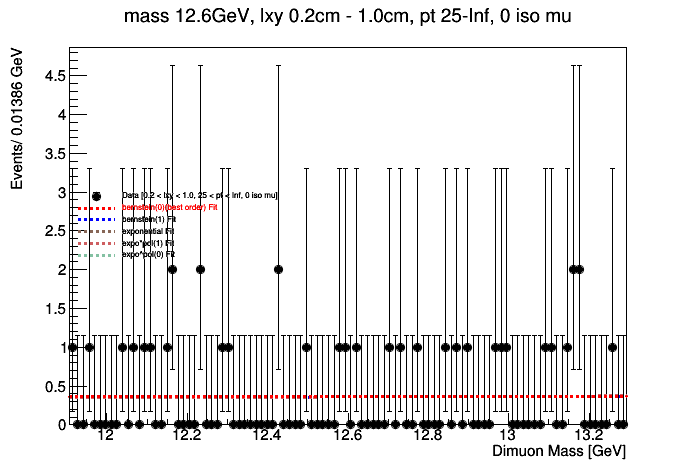 mass 12.6GeV, lxy 0.2cm - 1.0cm, pt 25-Inf, 0 iso mu
Events/ 0.01386 GeV
4.5
4
3.5
3
2.5
2
1.5
1
0.5
0
Data [0.2 < lxy < 1.0, 25 < pt < Inf, 0 iso mu]
bernstein(0)(best order) Fit
bernstein(1) Fit
exponential Fit
expo*pol(1) Fit
expo*pol(0) Fit
12 12.2 12.4 12.6 12.8 13 13.2
Dimuon Mass [GeV]